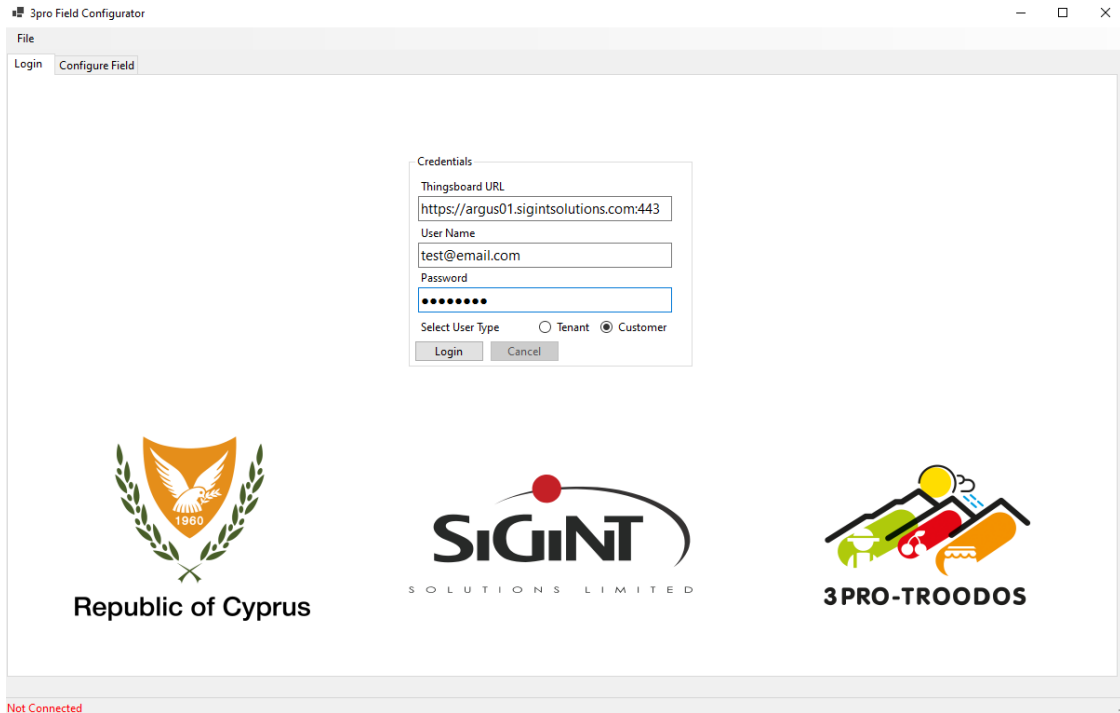 3pro Field Configurator
File
Login Configure Field
Credentials
Thingsboard URL
https://argus01.sigintsolutions.com:443
User Name
test@email.com
Password
●●●●●●●●
Select User Type Tenant Customer
Login Cancel
1960
Republic of Cyprus
SiGiNT
SOLUTIONS LIMITED
3PRO-TROODOS
Not Connected